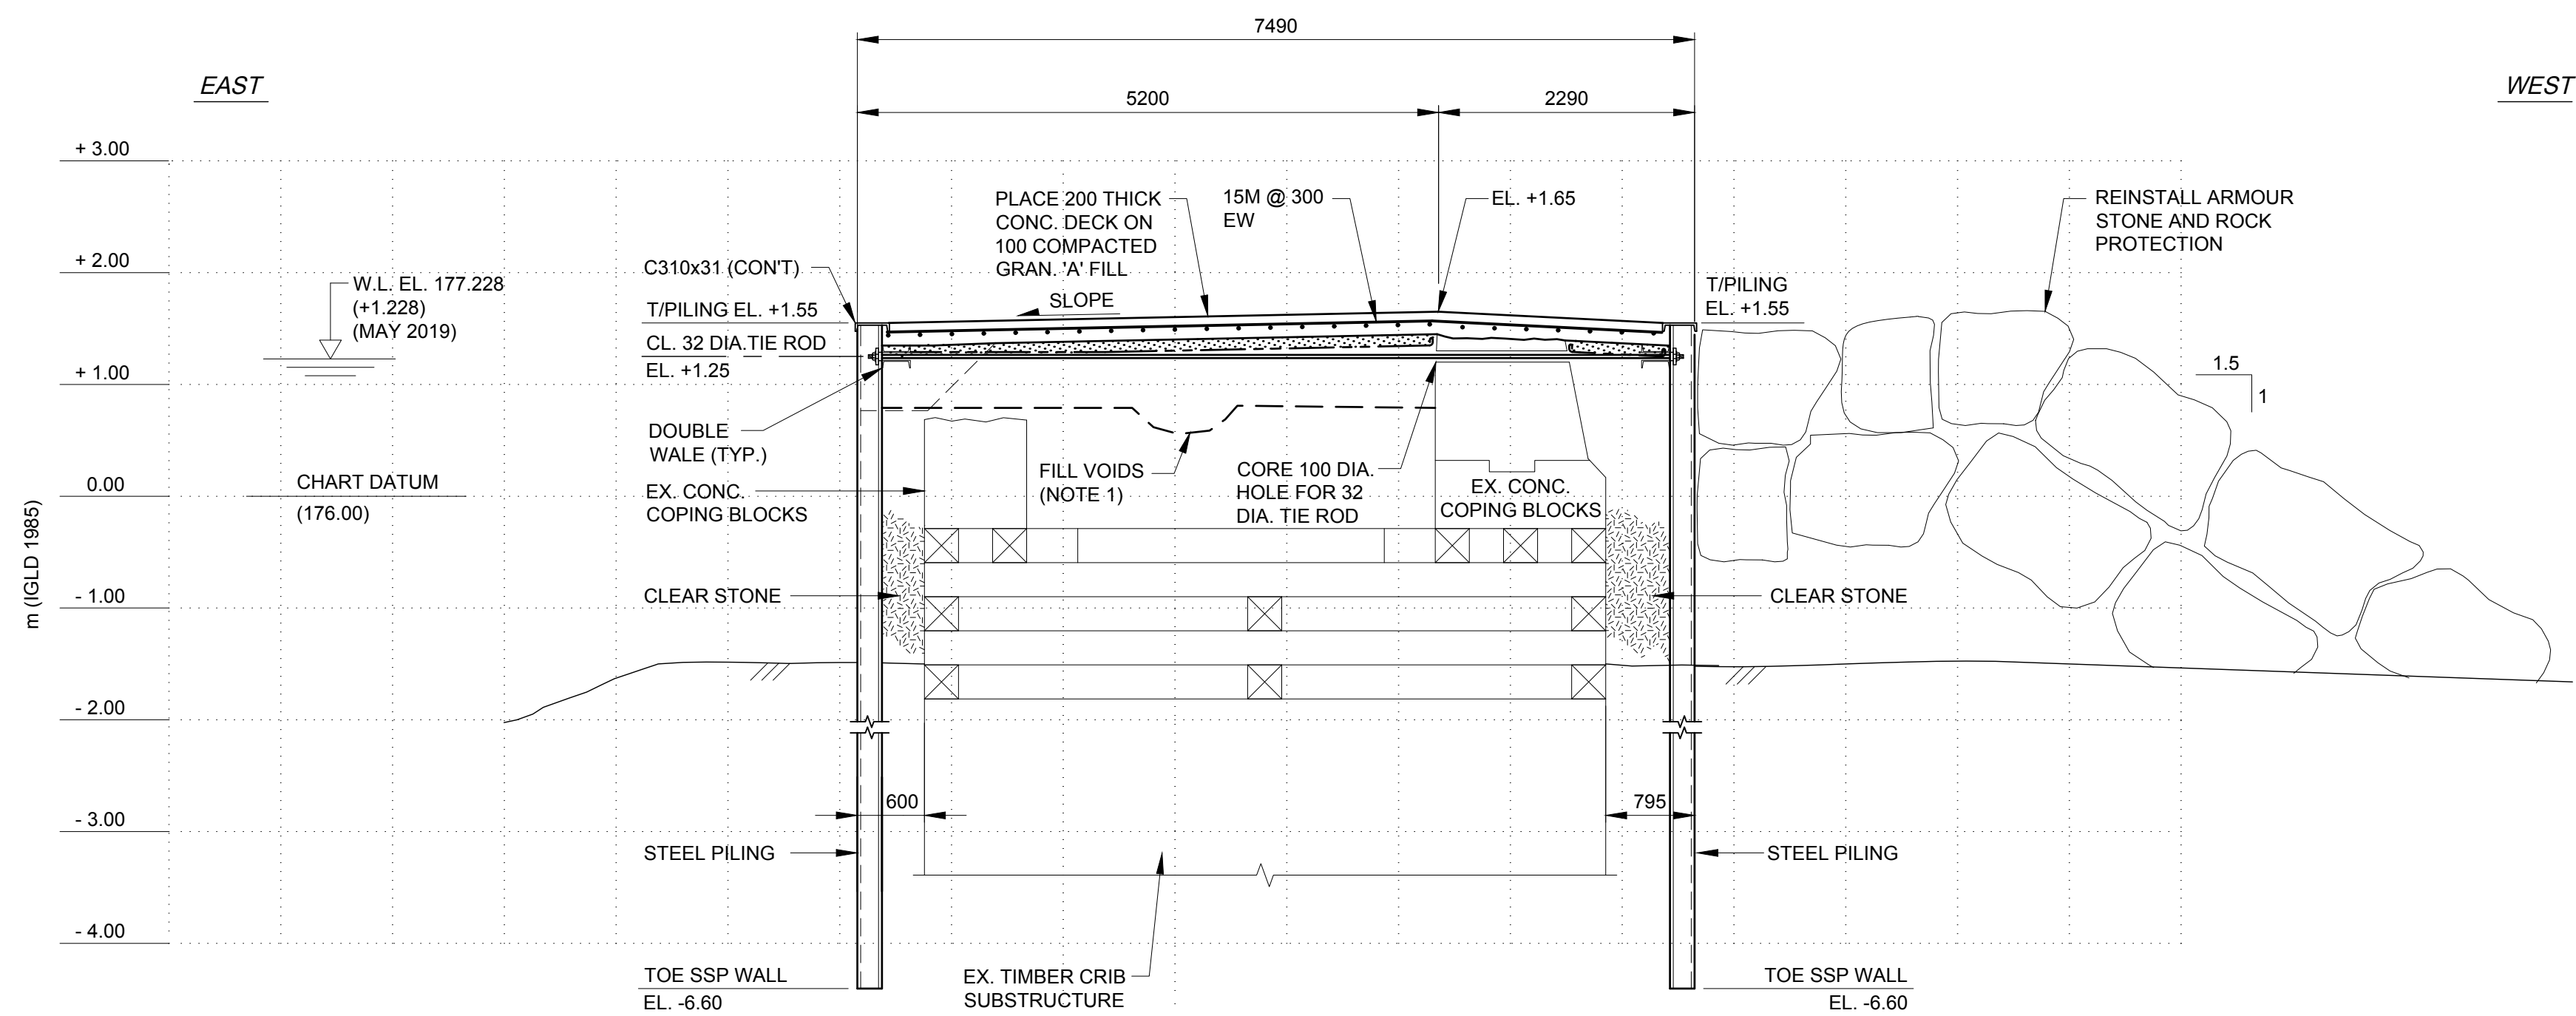 7490
EAST
WEST
5200
2290
+ 3.00
+ 2.00
+ 1.00
0.00
- 1.00
- 2.00
- 3.00
- 4.00
m (IGLD 1985)
W.L. EL. 177.228
(+1.228)
(MAY 2019)
CHART DATUM
(176.00)
PLACE 200 THICK
CONC. DECK ON
100 COMPACTED
GRAN. 'A' FILL
15M @ 300
EW
EL. +1.65
REINSTALL ARMOUR
STONE AND ROCK
PROTECTION
C310x31 (CON'T)
SLOPE
T/PILING EL. +1.55
T/PILING
EL. +1.55
CL. 32 DIA.TIE ROD
EL. +1.25
1.5
1
DOUBLE
WALE (TYP.)
FILL VOIDS
(NOTE 1)
CORE 100 DIA.
HOLE FOR 32
DIA. TIE ROD
EX. CONC.
COPING BLOCKS
EX. CONC.
COPING BLOCKS
CLEAR STONE
CLEAR STONE
600
795
STEEL PILING
STEEL PILING
TOE SSP WALL
EL. -6.60
EX. TIMBER CRIB
SUBSTRUCTURE
TOE SSP WALL
EL. -6.60